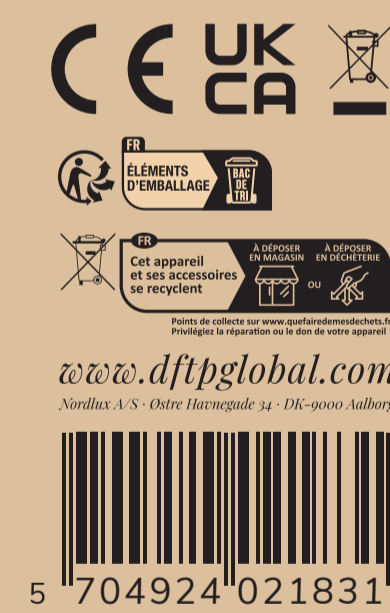 CE UK
CA
FR
ÉLÉMENTS
D'EMBALLAGE
BAC
DE
TRI
FR
Cet appareil
et ses accessoires
se recyclent
À DÉPOSER
EN MAGASIN
OU
À DÉPOSER
EN DÉCHÈTERIE
Points de collecte sur www.quefairedemesdechets.fr
Privilégiez la réparation ou le don de votre appareil
www.dftpglobal.com
Nordlux A/S · Østre Havnegade 34 · DK-9000 Aalborg
5 704924 021831